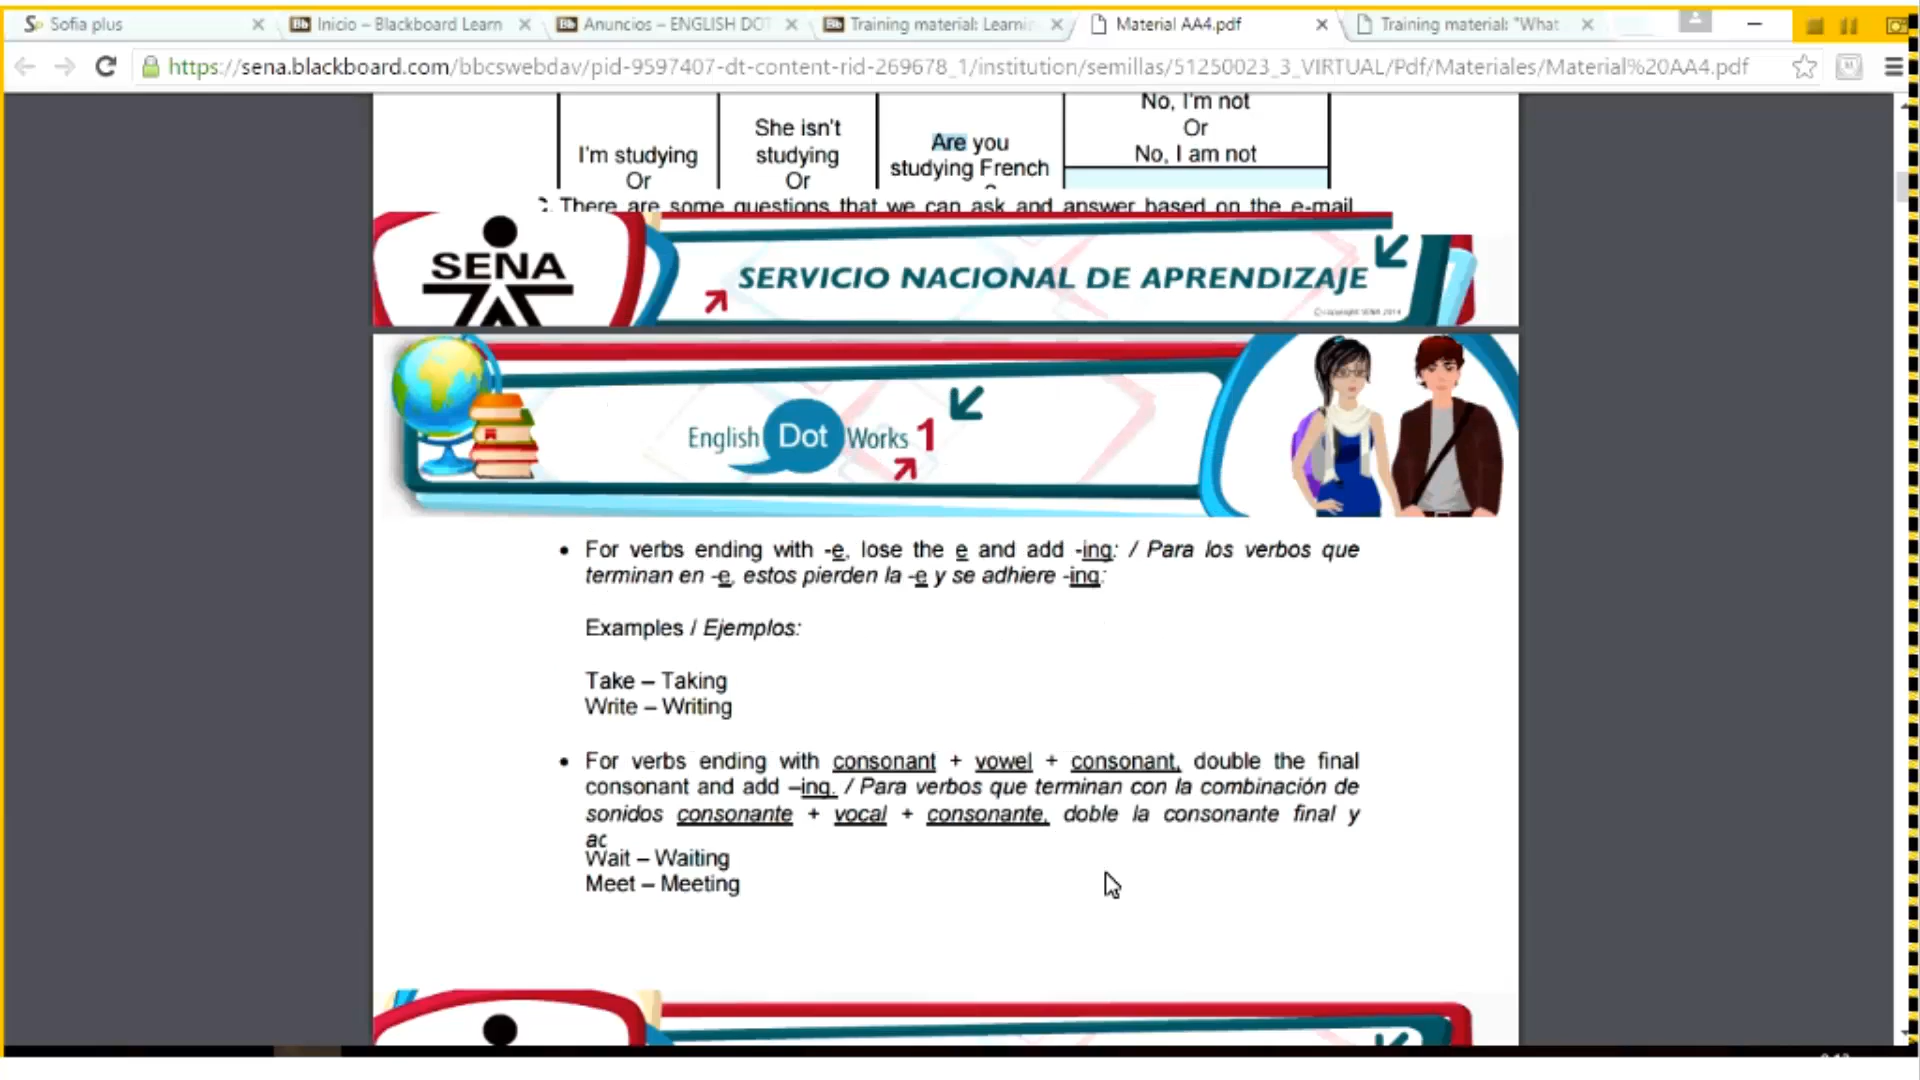 Sofia plus
Inicio – Blackboard Learn
Anuncios – ENGLISH DOT
Training material: Learni
Material AA4.pdf
Training material: "What
https://sena.blackboard.com/bbcswebdav/pid-9597407-dt-content-rid-269678_1/institution/semillas/51250023_3_VIRTUAL/Pdf/Materiales/Material%20AA4.pdf
I'm studying
Or
She isn't
studying
Or
Are you
studying French
?
No, I'm not
Or
No, I am not
There are some questions that we can ask and answer based on the e-mail
SENA
SERVICIO NACIONAL DE APRENDIZAJE
©copyright SENA 2014
English Dot Works 1
• For verbs ending with -e, lose the e and add -ing: / Para los verbos que
terminan en -e, estos pierden la -e y se adhiere -ing:
Examples / Ejemplos:
Take – Taking
Write – Writing
• For verbs ending with consonant + vowel + consonant, double the final
consonant and add –ing. / Para verbos que terminan con la combinación de
sonidos consonante + vocal + consonante, doble la consonante final y
Wait – Waiting
Meet – Meeting